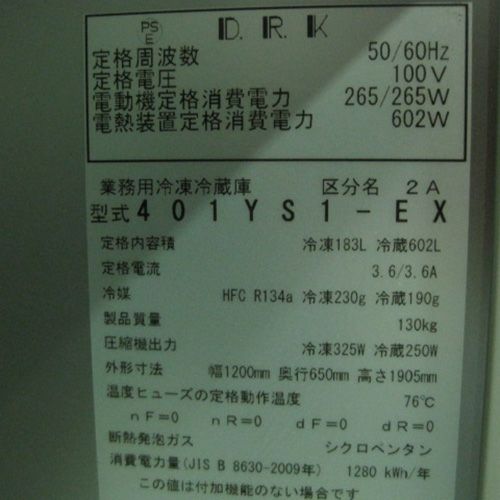 PS
E
D.R.K
定格周波数 50/60Hz
定格電圧 100V
電動機定格消費電力 265/265W
電熱装置定格消費電力 602W
業務用冷凍冷蔵庫 区分名 2A
型式 401YS1-EX
定格内容積 冷凍183L 冷蔵602L
定格電流 3.6/3.6A
冷媒 HFC R134a 冷凍230g 冷蔵190g
製品質量 130kg
圧縮機出力 冷凍325W 冷蔵250W
外形寸法 幅1200mm 奥行650mm 高さ1905mm
温度ヒューズの定格動作温度 76℃
nF=0 nR=0 dF=0 dR=0
断熱発泡ガス シクロペンタン
消費電力量(JIS B 8630-2009年) 1280 kWh/年
この値は付加機能のない場合です